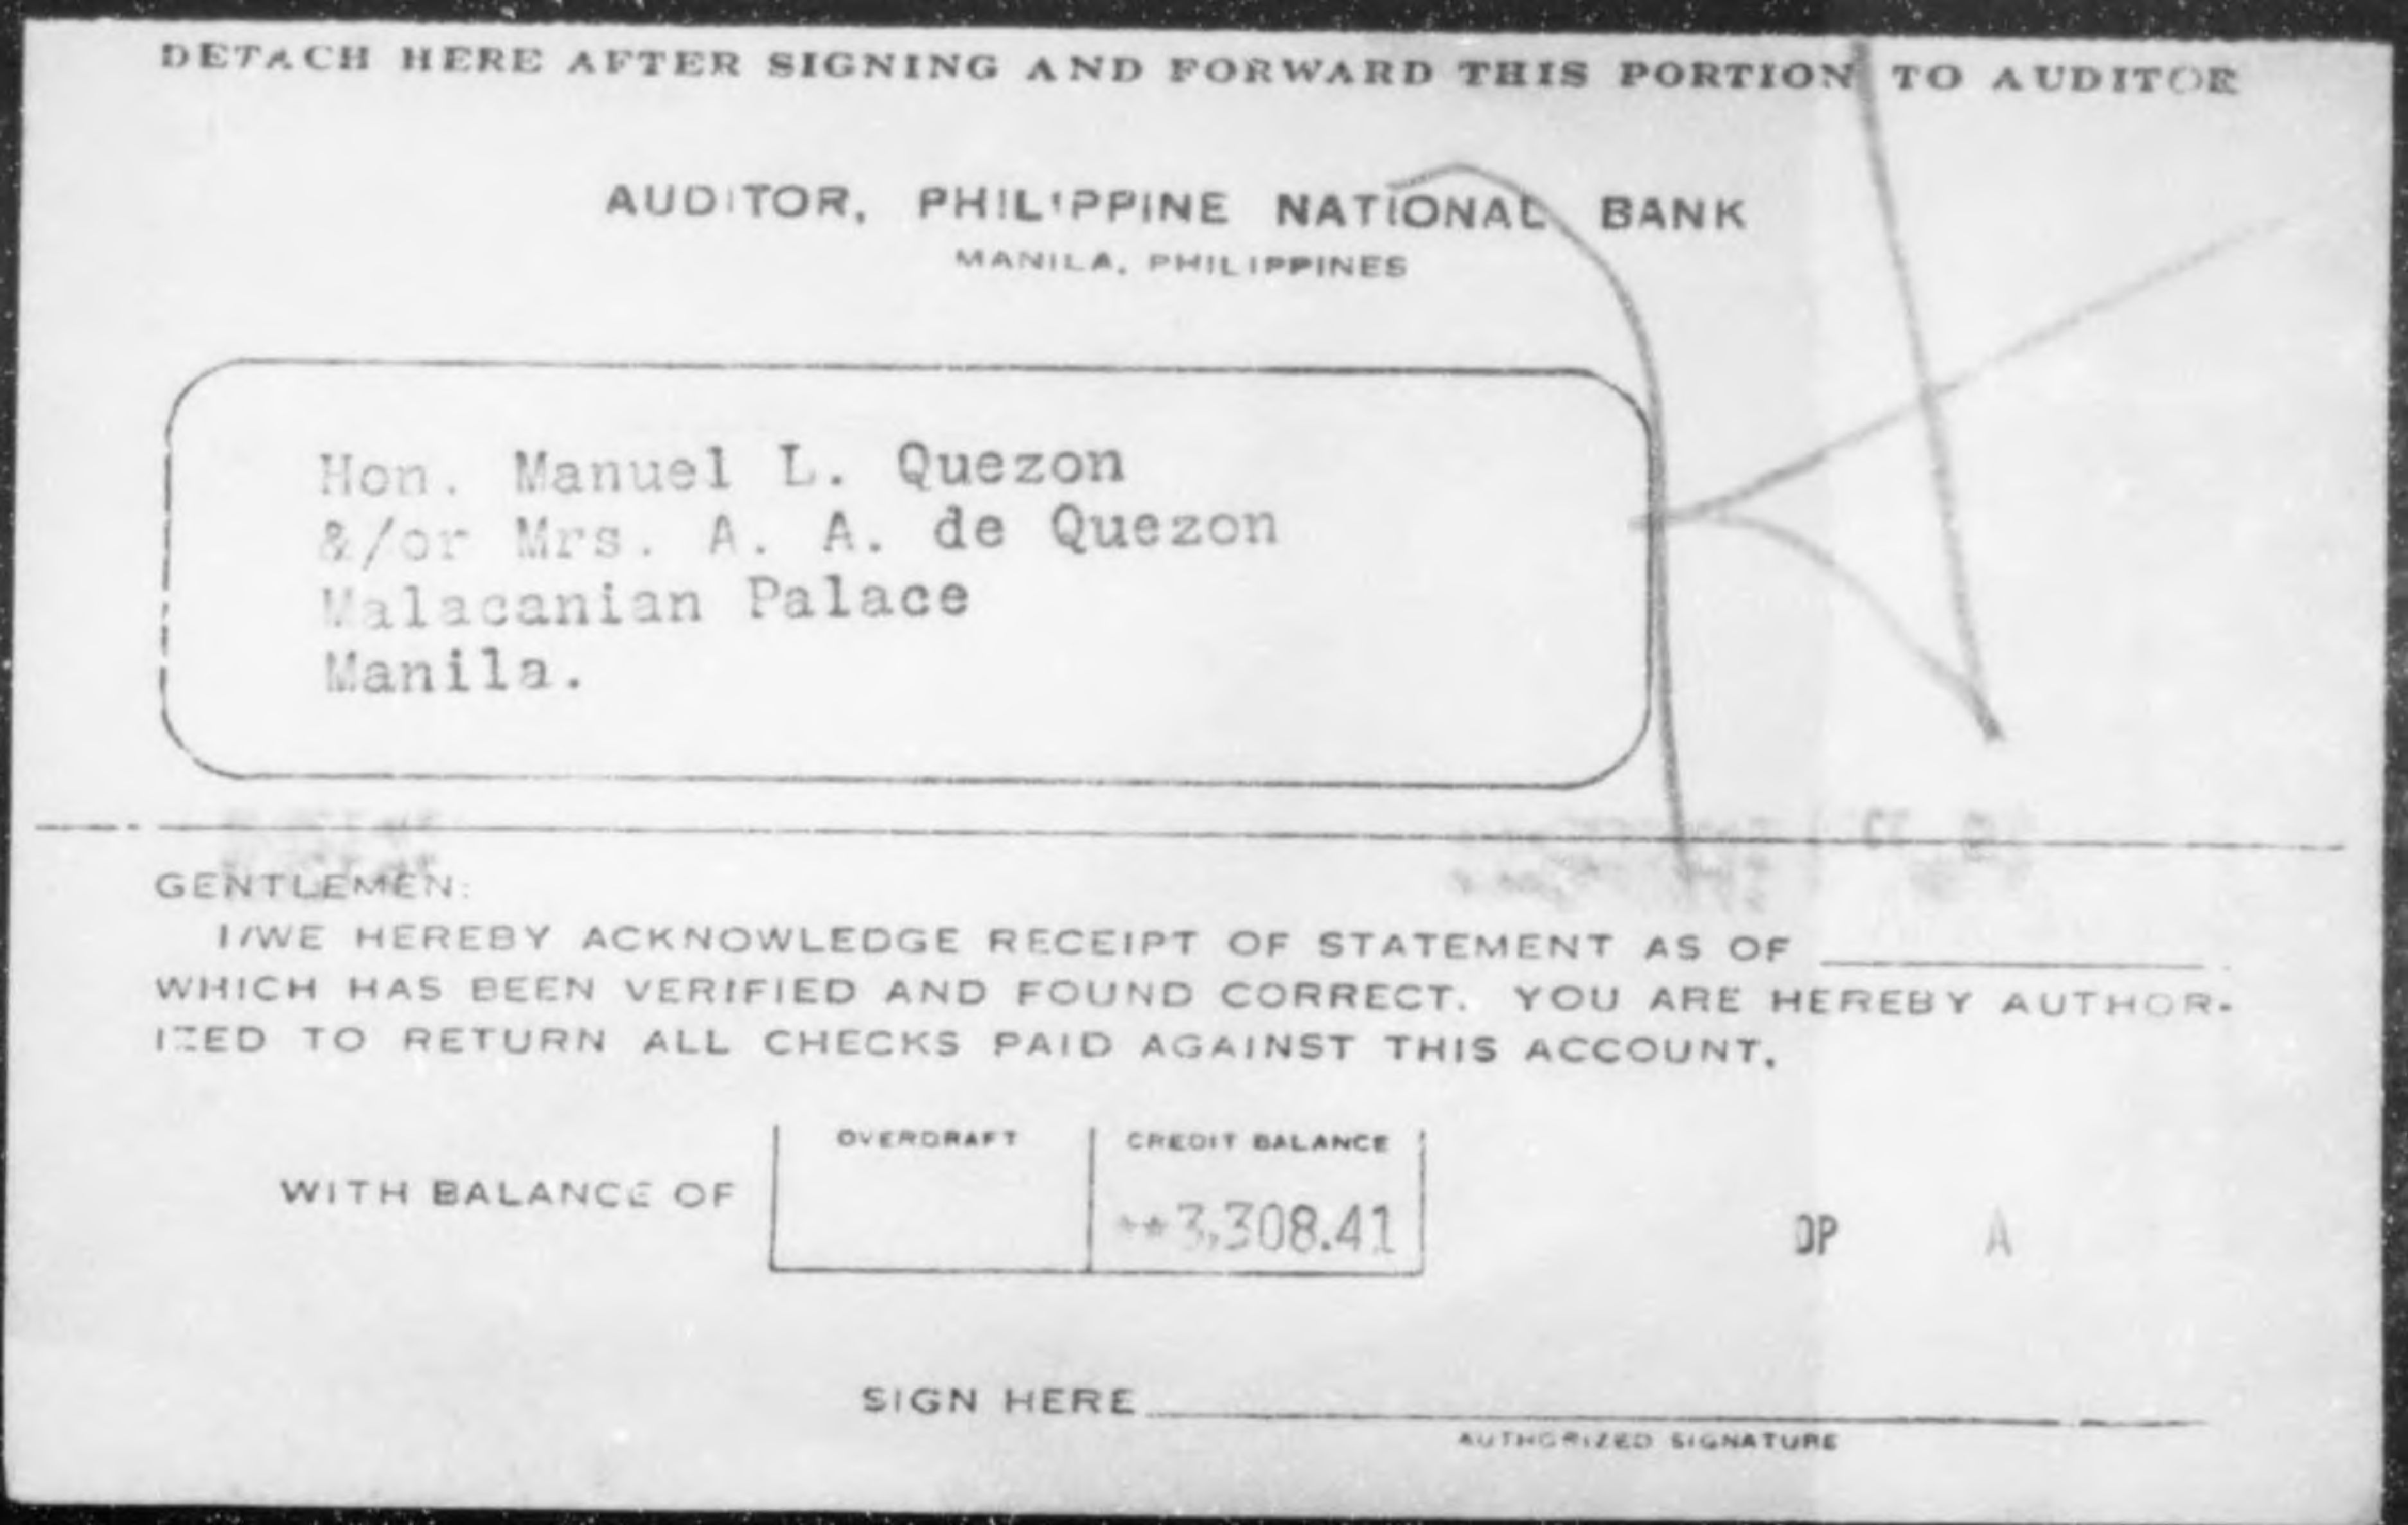 DETACH HERE AFTER SIGNING AND FORWARD THIS PORTION TO AUDITOR
AUDITOR, PHILIPPINE NATIONAL BANK
MANILA, PHILIPPINES
Hon. Manuel L. Quezon
&/or Mrs. A. A. de Quezon
Malacanian Palace
Manila.
GENTLEMEN:
I/WE HEREBY ACKNOWLEDGE RECEIPT OF STATEMENT AS OF
WHICH HAS BEEN VERIFIED AND FOUND CORRECT. YOU ARE HEREBY AUTHOR-
IZED TO RETURN ALL CHECKS PAID AGAINST THIS ACCOUNT.
OVERDRAFT CREDIT BALANCE
WITH BALANCE OF **3,308.41 OP A
SIGN HERE
AUTHORIZED SIGNATURE